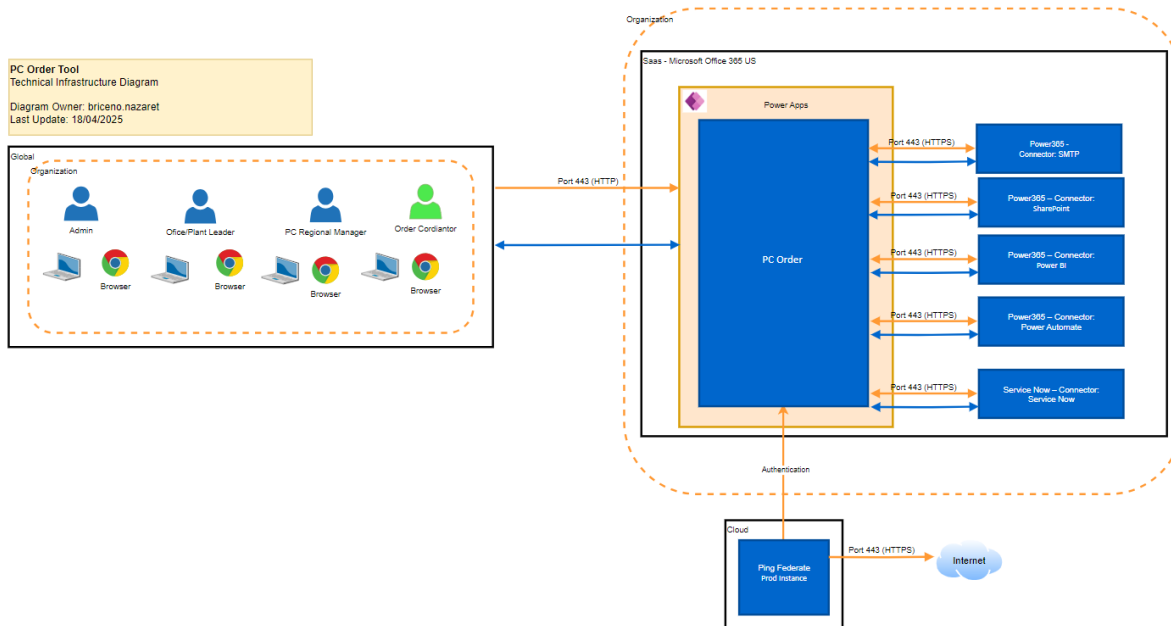 PC Order Tool
Technical Infrastructure Diagram
Diagram Owner: briceno.nazaret
Last Update: 18/04/2025
Global
Organization
Admin
Ofice/Plant Leader
PC Regional Manager
Order Cordiantor
Browser
Browser
Browser
Browser
Port 443 (HTTP)
Organization
Saas - Microsoft Office 365 US
Power Apps
PC Order
Port 443 (HTTPS)
Power365 -
Connector: SMTP
Port 443 (HTTPS)
Power365 – Connector:
SharePoint
Port 443 (HTTPS)
Power365 – Connector:
Power BI
Port 443 (HTTPS)
Power365 – Connector:
Power Automate
Port 443 (HTTPS)
Service Now – Connector:
Service Now
Authentication
Cloud
Ping Federate
Prod Instance
Port 443 (HTTPS)
Internet